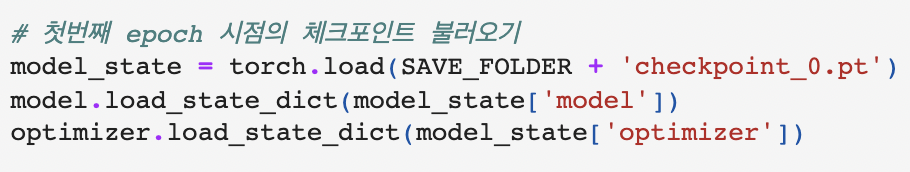 # 첫번째 epoch 시점의 체크포인트 불러오기
model_state = torch.load(SAVE_FOLDER + 'checkpoint_0.pt')
model.load_state_dict(model_state['model'])
optimizer.load_state_dict(model_state['optimizer'])